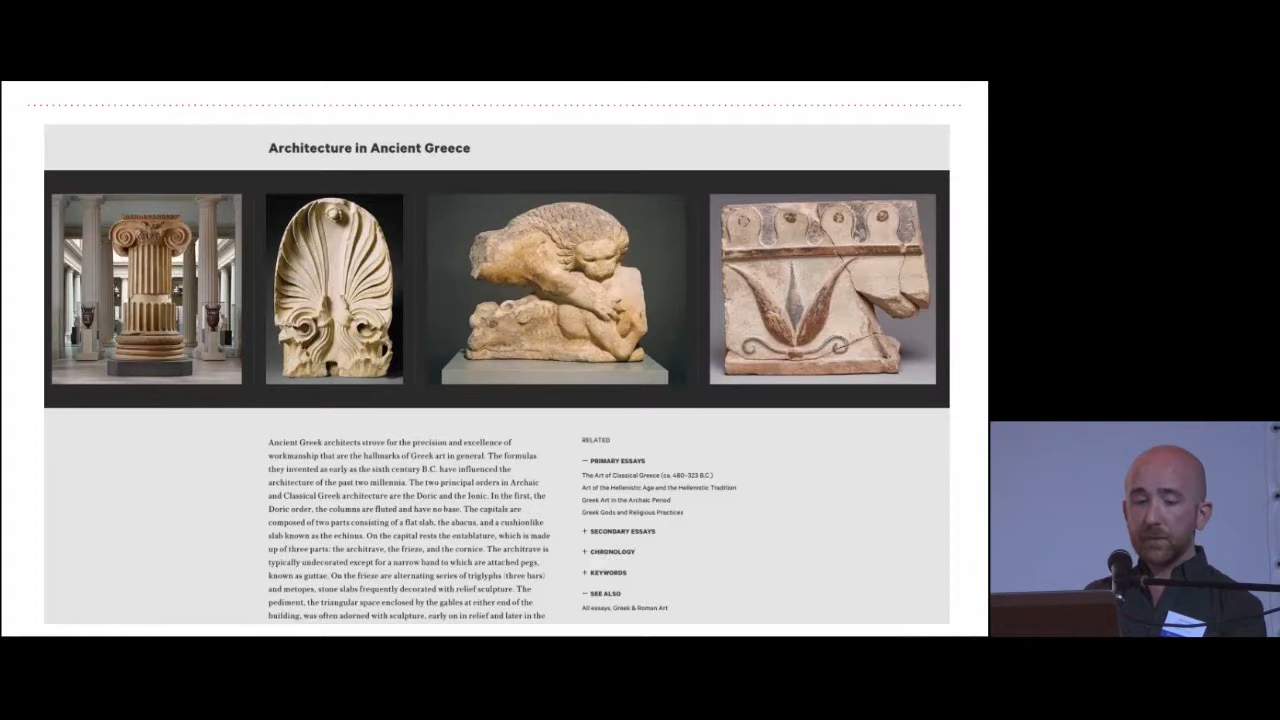 Architecture in Ancient Greece
Ancient Greek architects strove for the precision and excellence of
workmanship that are the hallmarks of Greek art in general. The formulas
they invented as early as the sixth century B.C. have influenced the
architecture of the past two millennia. The two principal orders in Archaic
and Classical Greek architecture are the Doric and the Ionic. In the first, the
Doric order, the columns are fluted and have no base. The capitals are
composed of two parts consisting of a flat slab, the abacus, and a cushionlike
slab known as the echinus. On the capital rests the entablature, which is made
up of three parts: the architrave, the frieze, and the cornice. The architrave is
typically undecorated except for a narrow band to which are attached pegs,
known as guttae. On the frieze are alternating series of triglyphs (three bars)
and metopes, stone slabs frequently decorated with relief sculpture. The
pediment, the triangular space enclosed by the gables at either end of the
building, was often adorned with sculpture, early on in relief and later in the
RELATED
– PRIMARY ESSAYS
The Art of Classical Greece (ca. 480–323 B.C.)
Art of the Hellenistic Age and the Hellenistic Tradition
Greek Art in the Archaic Period
Greek Gods and Religious Practices
+ SECONDARY ESSAYS
+ CHRONOLOGY
+ KEYWORDS
– SEE ALSO
All essays, Greek & Roman Art